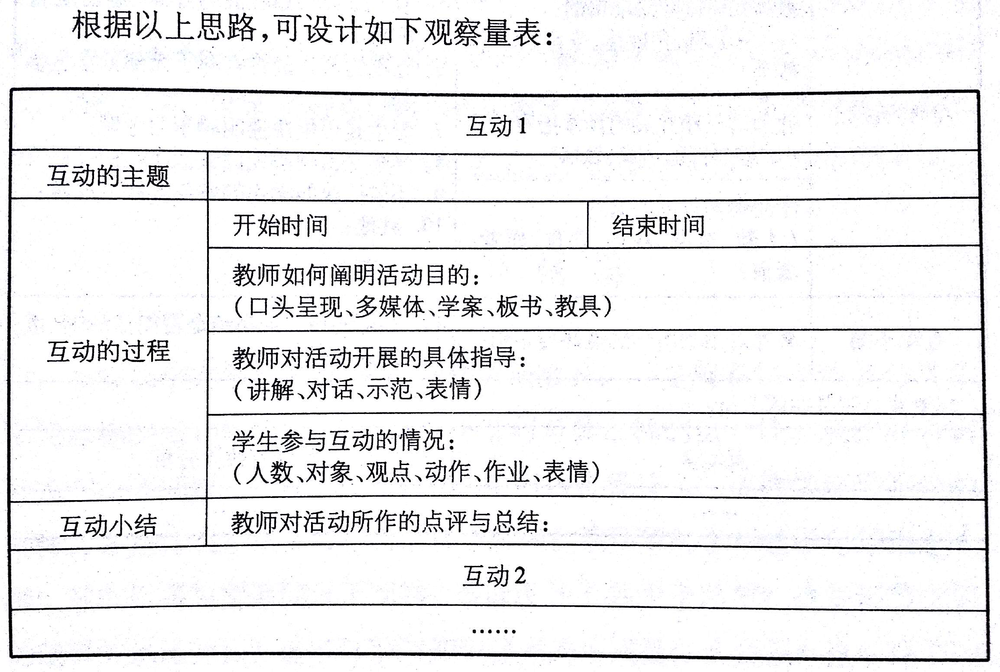 根据以上思路,可设计如下观察量表:
互动1
互动的主题
开始时间
结束时间
教师如何阐明活动目的:
(口头呈现、多媒体、学案、板书、教具)
互动的过程
教师对活动开展的具体指导:
(讲解、对话、示范、表情)
学生参与互动的情况:
(人数、对象、观点、动作、作业、表情)
互动小结
教师对活动所作的点评与总结:
互动2
……